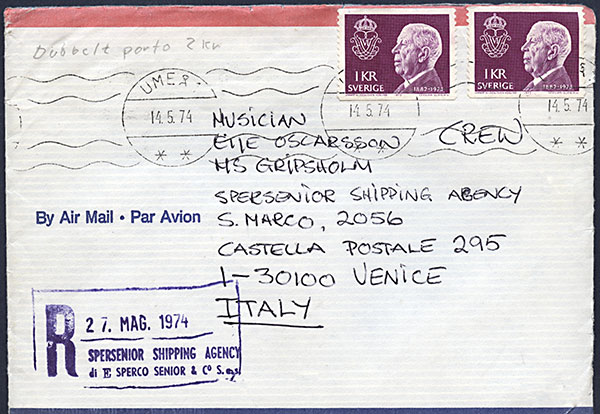 Dubbelt porto 2 kr
1 KR
SVERIGE
1882-1973
1 KR
SVERIGE
1882-1973
UMEÅ
14.5.74
14.5.74
14.5.74
MUSICIAN
OSCARSSON CREW
MS GRIPSHOLM
SPERSENIOR SHIPPING AGENCY
S. MARCO, 2056
CASTELLA POSTALE 295
I-30100 VENICE
ITALY
By Air Mail • Par Avion
R
27. MAG. 1974
SPERSENIOR SHIPPING AGENCY
di E SPERCO SENIOR & Cº S.